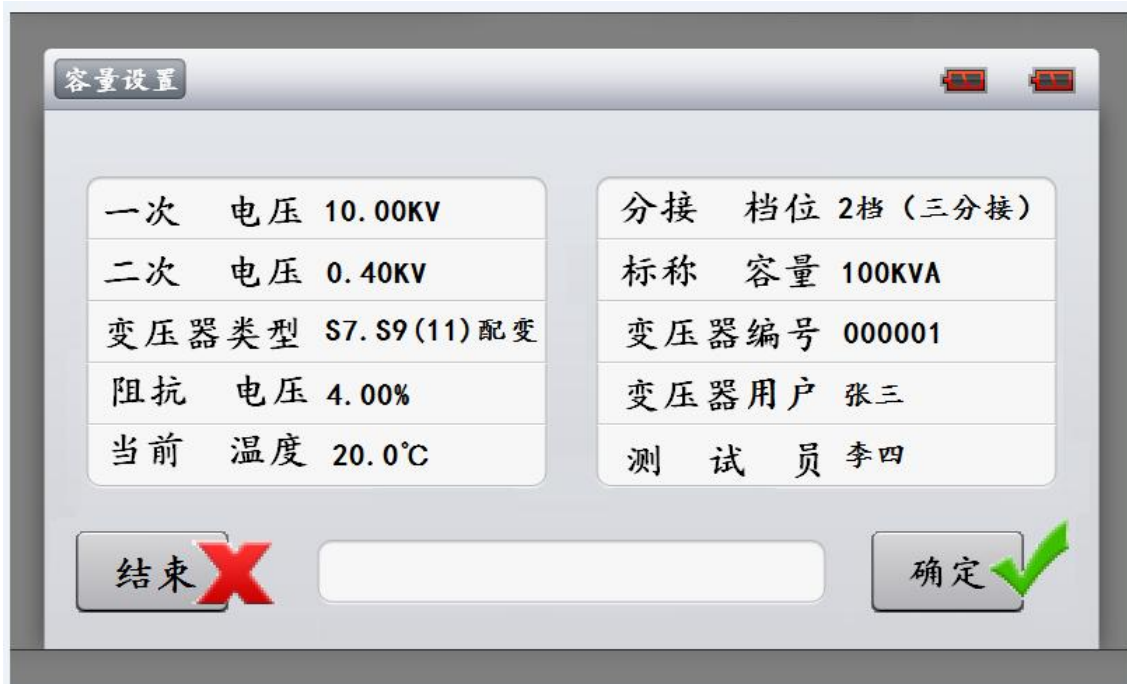 容量设置
一次 电压 10.00KV
二次 电压 0.40KV
变压器类型 S7.S9(11)配变
阻抗 电压 4.00%
当前 温度 20.0℃
分接 档位 2档（三分接）
标称 容量 100KVA
变压器编号 000001
变压器用户 张三
测 试 员 李四
结束
确定